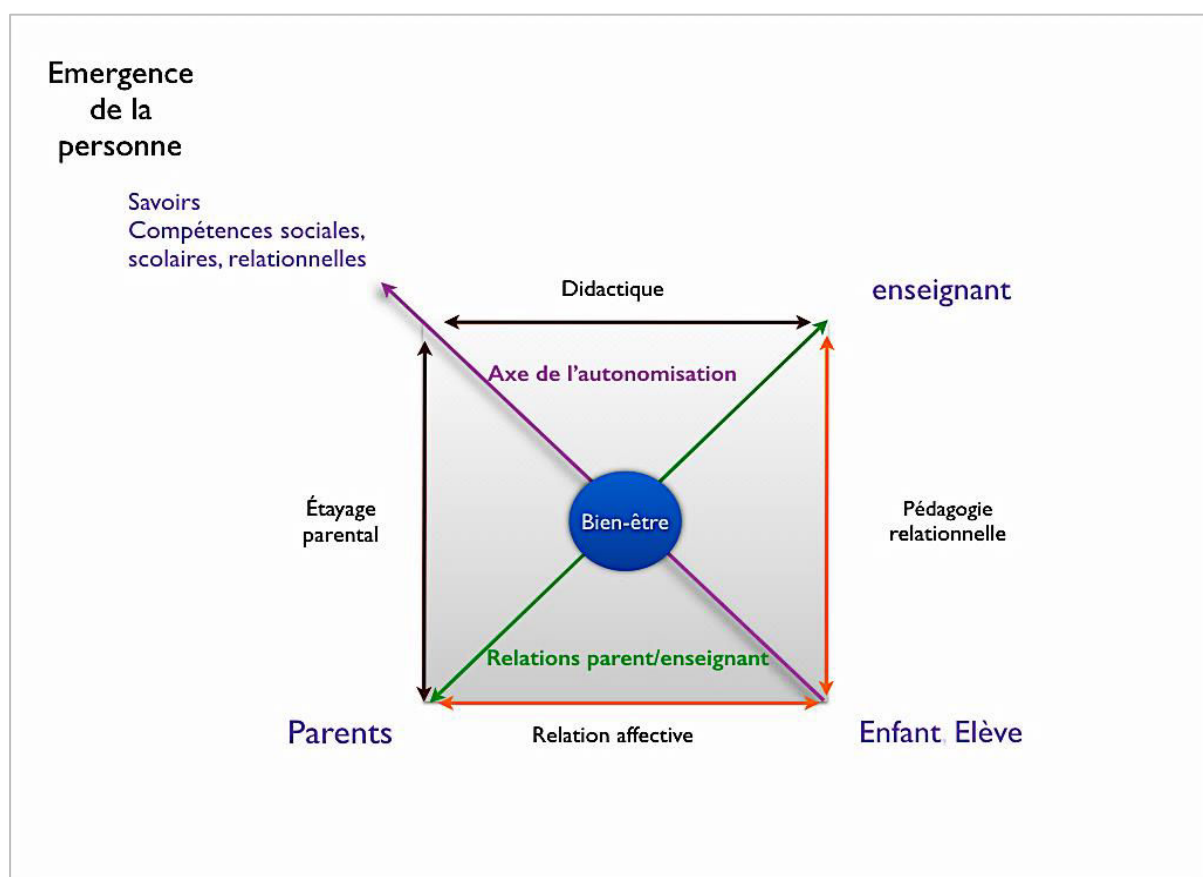 Emergence
de la
personne
Savoirs
Compétences sociales,
scolaires, relationnelles
Didactique
enseignant
Axe de l'autonomisation
Étayage
parental
Bien-être
Pédagogie
relationnelle
Relations parent/enseignant
Parents
Relation affective
Enfant, Elève